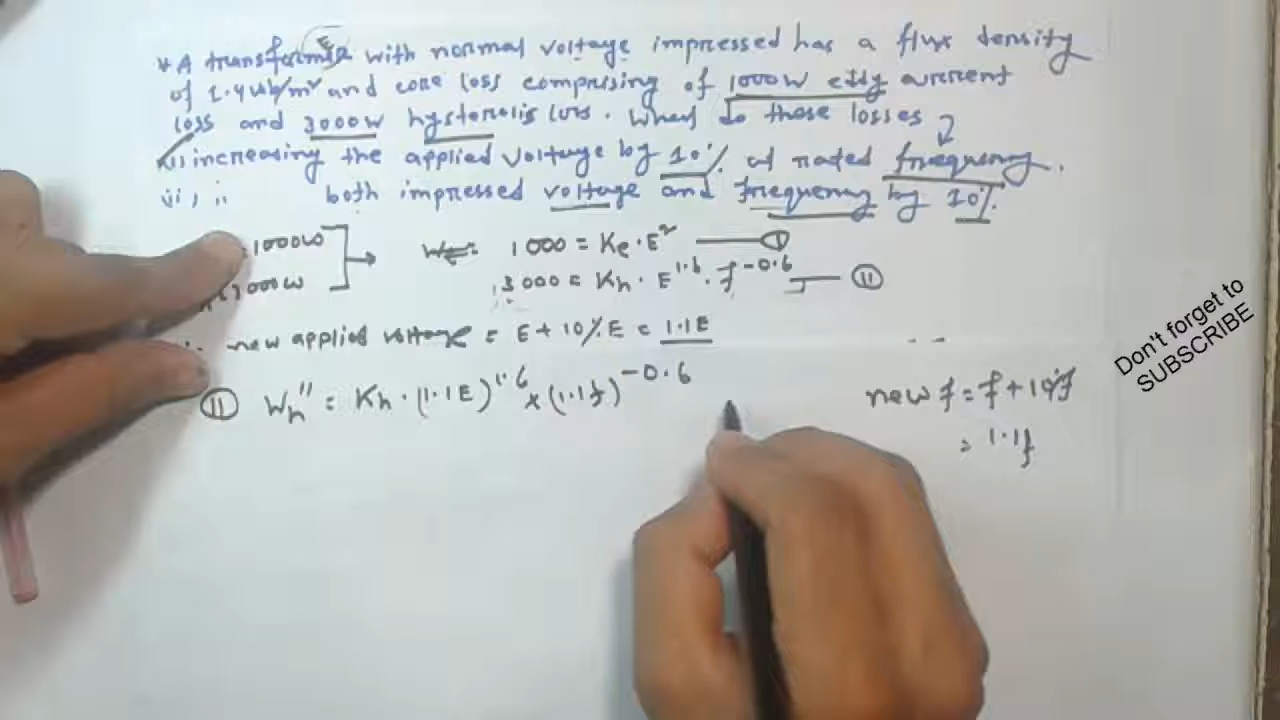 * A transformer with normal voltage impressed has a flux density
of 1.4 wb/m² and core loss comprising of 1000W eddy current
loss and 3000W hysterolis loss. What do those losses
(i) increasing the applied voltage by 10% at rated frequency.
ii) ,, both impressed voltage and frequency by 10%
1000W
3000W
1000 = Ke·E² —— (I)
3000 = Kh·E^1.6·f^-0.6 —— (II)
new applied voltage = E + 10% E = 1.1E
(II) Wh'' = Kh·(1.1E)^1.6 × (1.1f)^-0.6
new f = f + 10%f
= 1.1f
Don't forget to
SUBSCRIBE